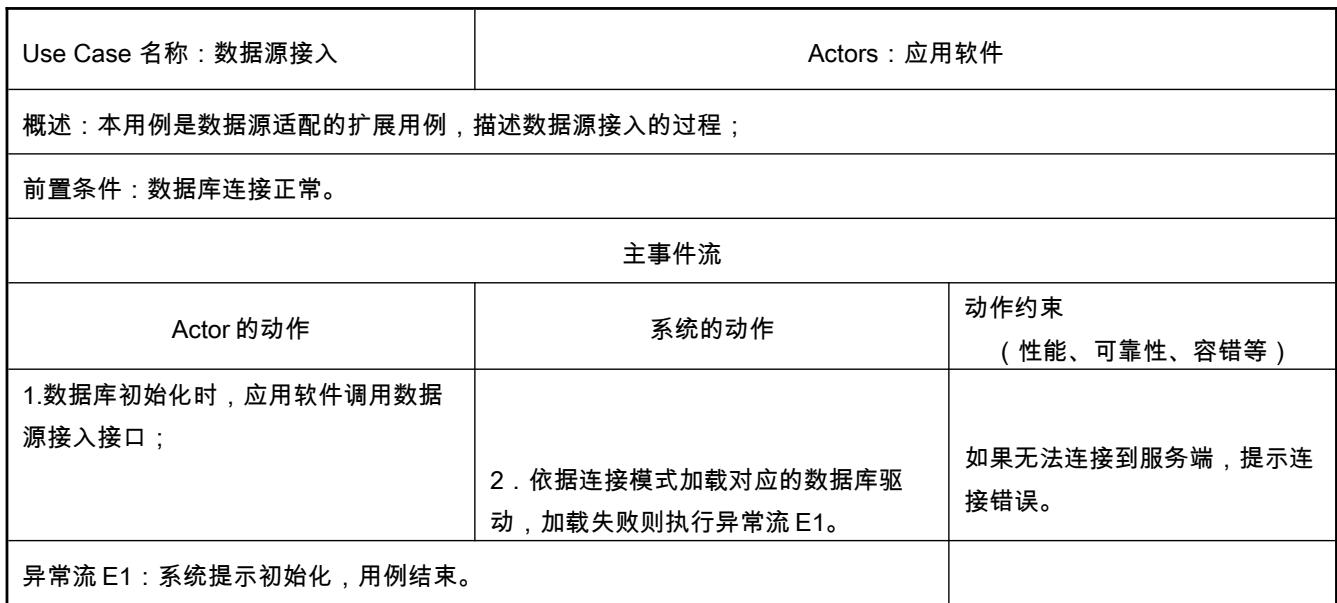 Use Case 名称：数据源接入
Actors：应用软件
概述：本用例是数据源适配的扩展用例，描述数据源接入的过程；
前置条件：数据库连接正常。
主事件流
Actor 的动作
系统的动作
动作约束
（性能、可靠性、容错等）
1.数据库初始化时，应用软件调用数据
源接入接口；
2．依据连接模式加载对应的数据库驱
动，加载失败则执行异常流 E1。
如果无法连接到服务端，提示连
接错误。
异常流 E1：系统提示初始化，用例结束。